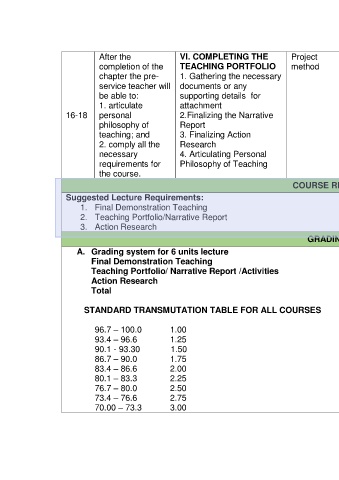 After the
completion of the
chapter the pre-
service teacher will
be able to:
1. articulate
personal
philosophy of
teaching; and
2. comply all the
necessary
requirements for
the course.
16-18
VI. COMPLETING THE
TEACHING PORTFOLIO
1. Gathering the necessary
documents or any
supporting details for
attachment
2.Finalizing the Narrative
Report
3. Finalizing Action
Research
4. Articulating Personal
Philosophy of Teaching
Project
method
COURSE RE
Suggested Lecture Requirements:
1. Final Demonstration Teaching
2. Teaching Portfolio/Narrative Report
3. Action Research
GRADIN
A. Grading system for 6 units lecture
Final Demonstration Teaching
Teaching Portfolio/ Narrative Report /Activities
Action Research
Total
STANDARD TRANSMUTATION TABLE FOR ALL COURSES
96.7 – 100.0 1.00
93.4 – 96.6 1.25
90.1 - 93.30 1.50
86.7 – 90.0 1.75
83.4 – 86.6 2.00
80.1 – 83.3 2.25
76.7 – 80.0 2.50
73.4 – 76.6 2.75
70.00 – 73.3 3.00